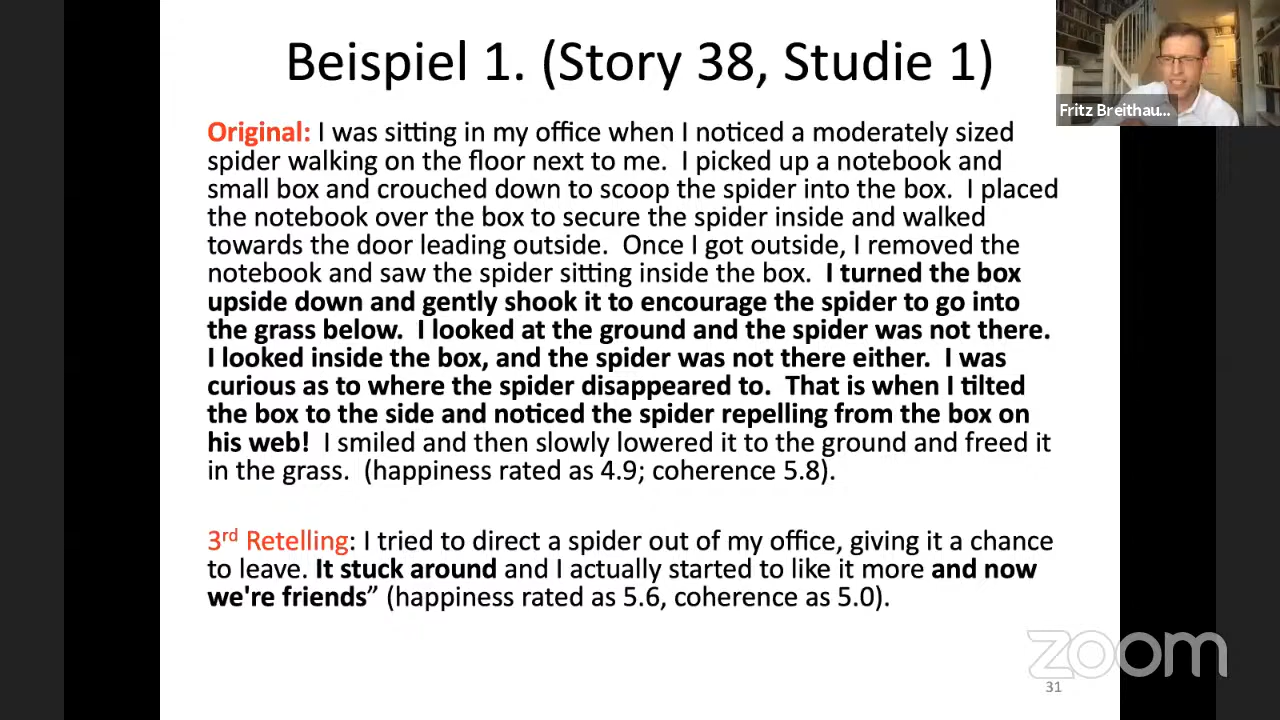 Beispiel 1. (Story 38, Studie 1)
Fritz Breithau...
Original: I was sitting in my office when I noticed a moderately sized
spider walking on the floor next to me.  I picked up a notebook and
small box and crouched down to scoop the spider into the box.  I placed
the notebook over the box to secure the spider inside and walked
towards the door leading outside.  Once I got outside, I removed the
notebook and saw the spider sitting inside the box.  I turned the box
upside down and gently shook it to encourage the spider to go into
the grass below.  I looked at the ground and the spider was not there.
I looked inside the box, and the spider was not there either.  I was
curious as to where the spider disappeared to.  That is when I tilted
the box to the side and noticed the spider repelling from the box on
his web!  I smiled and then slowly lowered it to the ground and freed it
in the grass.  (happiness rated as 4.9; coherence 5.8).
3rd Retelling: I tried to direct a spider out of my office, giving it a chance
to leave. It stuck around and I actually started to like it more and now
we're friends” (happiness rated as 5.6, coherence as 5.0).
zoom
31